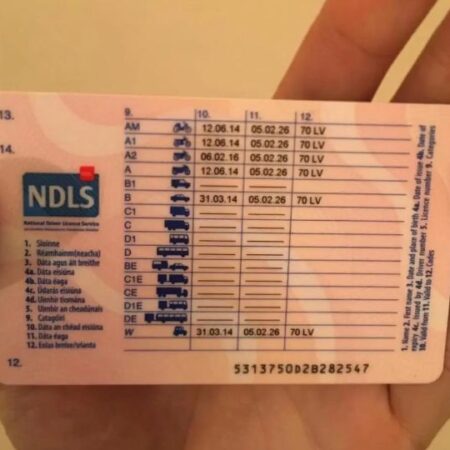 13.
14.
9. 10. 11. 12.
AM 12.06.14 05.02.26 70 LV
A1 12.06.14 05.02.26 70 LV
A2 06.02.16 05.02.26 70 LV
A 12.06.14 05.02.26 70 LV
B1
B 31.03.14 05.02.26 70 LV
C1
C
D1
D
BE
C1E
CE
D1E
DE
W 31.03.14 05.02.26 70 LV
NDLS
National Driver Licence Service
1. Sloinne
2. Réamhainm(neacha)
3. Dáta agus áit breithe
4a. Dáta eisiúna
4b. Dáta éaga
4c. Údarás eisiúna
4d. Uimhir tiomána
5. Uimhir an cheadúnais
9. Catagóirí
10. Dáta an chéad eisiúna
11. Dáta éaga
12.
12.
5313750D2B282547
1. Name 2. First name 3. Date and place of birth 4a. Date of issue 4b. Date of
expiry 4c. Issued by 4d. Driver number 5. Licence number 9. Categories
10. Valid from 11. Valid to 12. Codes